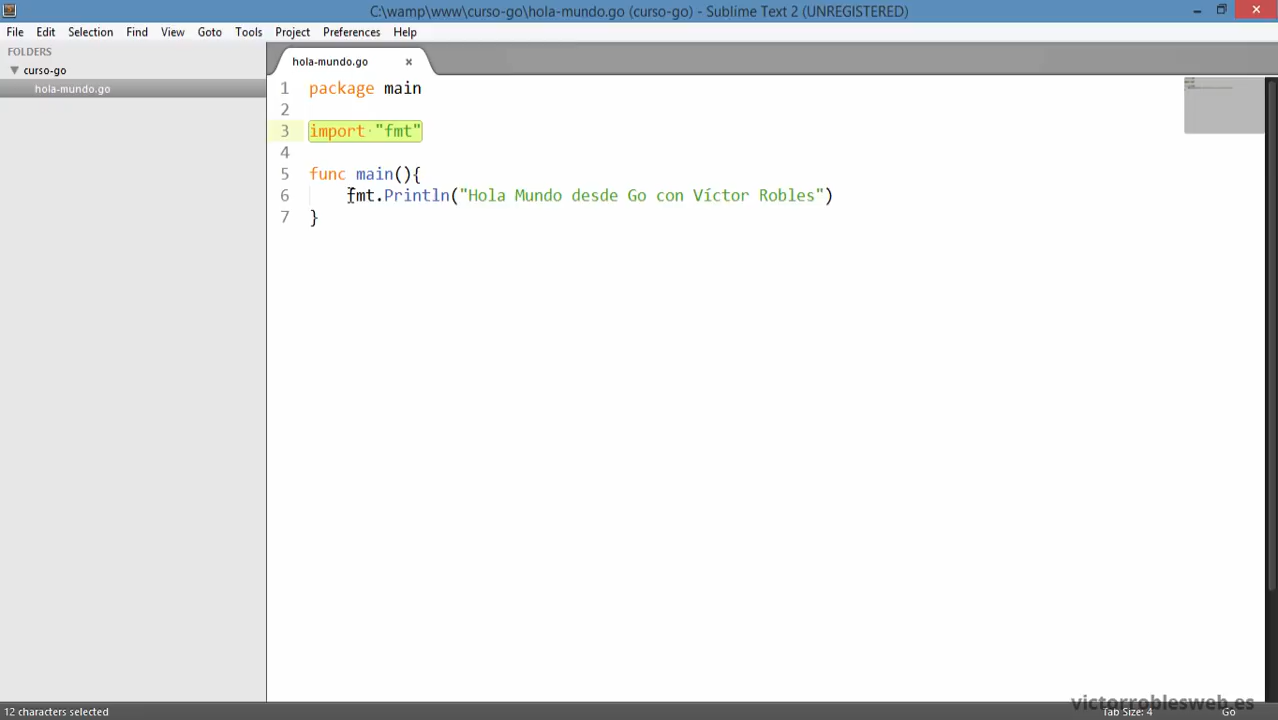 C:\wamp\www\curso-go\hola-mundo.go (curso-go) - Sublime Text 2 (UNREGISTERED)
File Edit Selection Find View Goto Tools Project Preferences Help
FOLDERS
curso-go
hola-mundo.go
hola-mundo.go ×
1 package main
2
3 import "fmt"
4
5 func main(){
6 fmt.Println("Hola Mundo desde Go con Víctor Robles")
7 }
victorroblesweb.es
12 characters selected
Tab Size: 4
Go